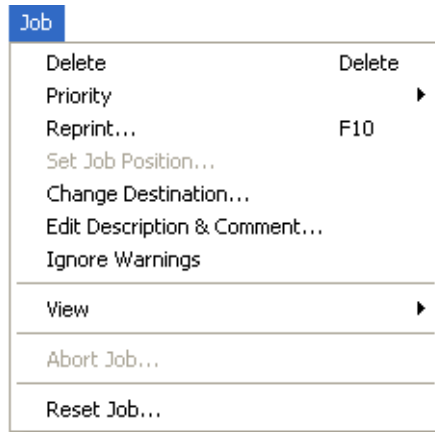 Job
Delete Delete
Priority
Reprint... F10
Set Job Position...
Change Destination...
Edit Description & Comment...
Ignore Warnings
View
Abort Job...
Reset Job...